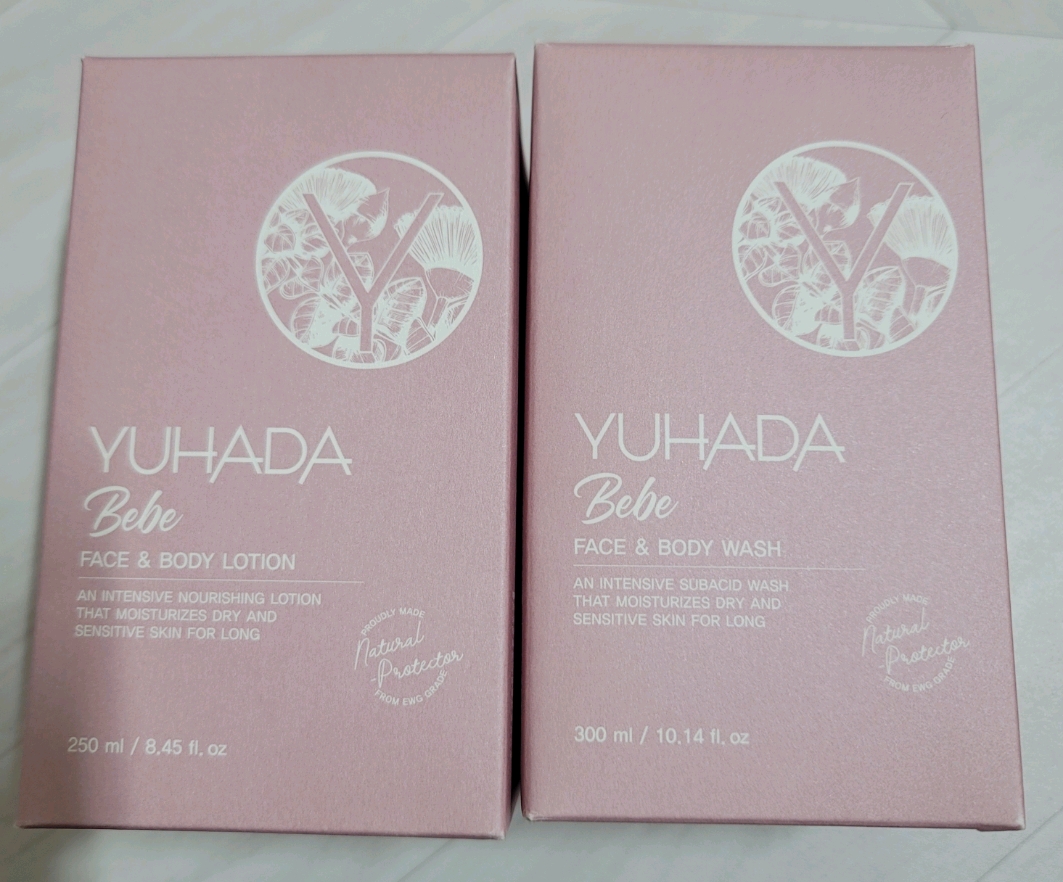 Y
YUHADA
Bebe
FACE & BODY LOTION
AN INTENSIVE NOURISHING LOTION
THAT MOISTURIZES DRY AND
SENSITIVE SKIN FOR LONG
PROUDLY MADE
Natural
Protector
FROM EWG GRADE
250 ml / 8.45 fl. oz
Y
YUHADA
Bebe
FACE & BODY WASH
AN INTENSIVE SUBACID WASH
THAT MOISTURIZES DRY AND
SENSITIVE SKIN FOR LONG
PROUDLY MADE
Natural
Protector
FROM EWG GRADE
300 ml / 10.14 fl. oz